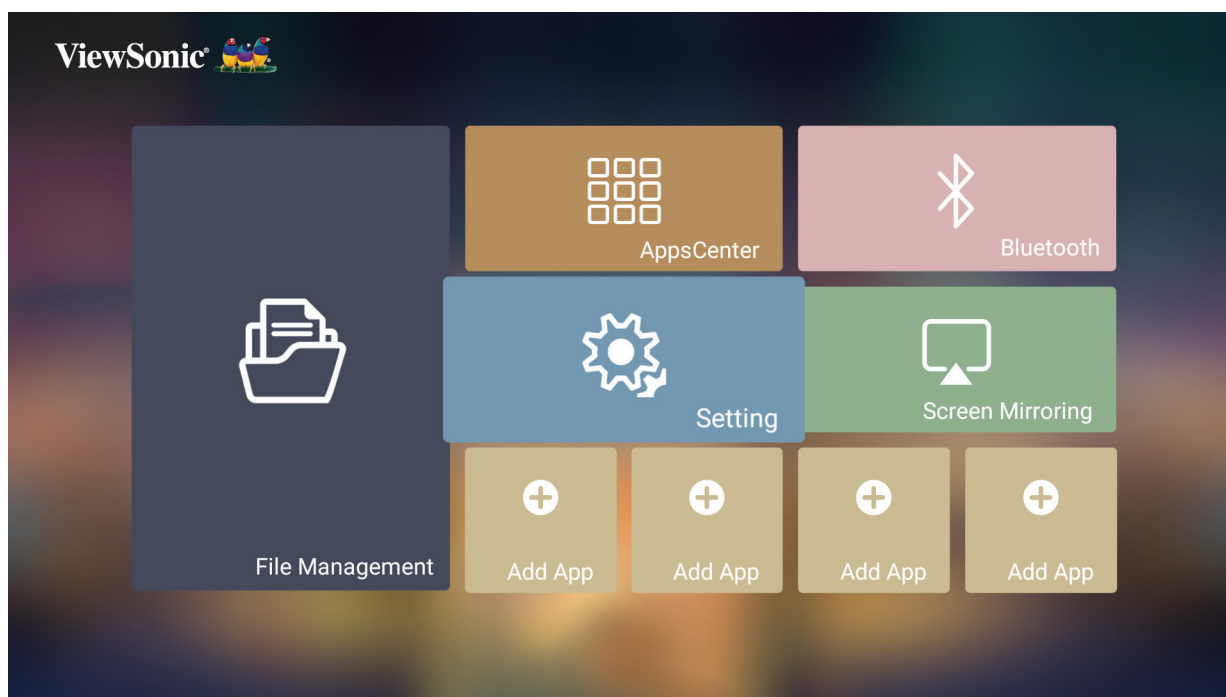 ViewSonic®
AppsCenter
Bluetooth
Setting
Screen Mirroring
File Management
Add App
Add App
Add App
Add App